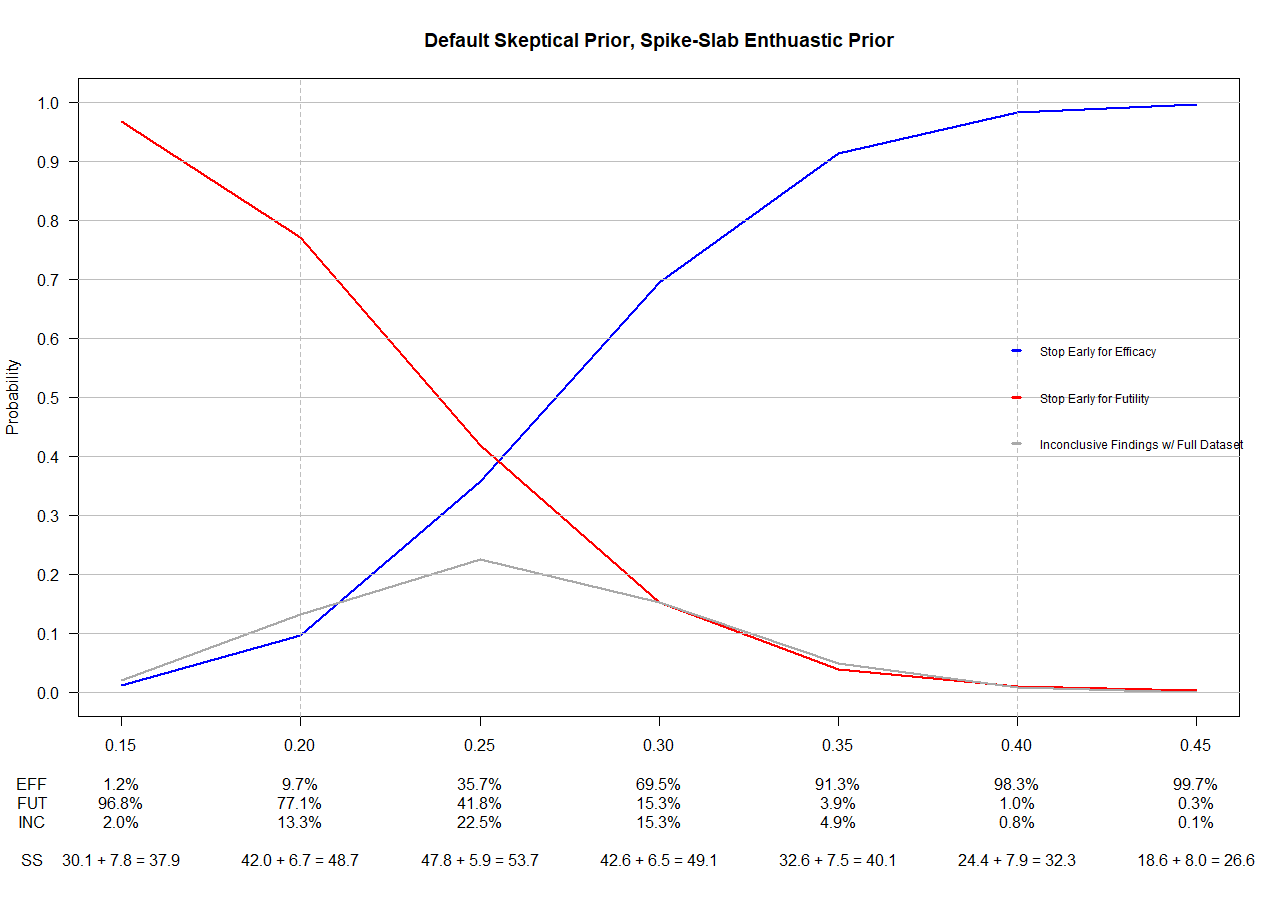 Default Skeptical Prior, Spike-Slab Enthuastic Prior
1.0
0.9
0.8
0.7
0.6
0.5
0.4
0.3
0.2
0.1
0.0
Probability
Stop Early for Efficacy
Stop Early for Futility
Inconclusive Findings w/ Full Dataset
0.15 0.20 0.25 0.30 0.35 0.40 0.45
EFF 1.2% 9.7% 35.7% 69.5% 91.3% 98.3% 99.7%
FUT 96.8% 77.1% 41.8% 15.3% 3.9% 1.0% 0.3%
INC 2.0% 13.3% 22.5% 15.3% 4.9% 0.8% 0.1%
SS 30.1 + 7.8 = 37.9 42.0 + 6.7 = 48.7 47.8 + 5.9 = 53.7 42.6 + 6.5 = 49.1 32.6 + 7.5 = 40.1 24.4 + 7.9 = 32.3 18.6 + 8.0 = 26.6